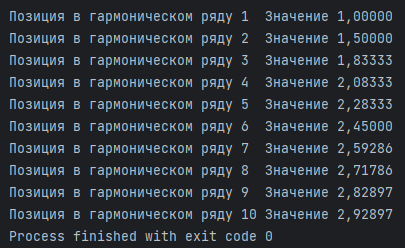 Позиция в гармоническом ряду 1  Значение 1,00000
Позиция в гармоническом ряду 2  Значение 1,50000
Позиция в гармоническом ряду 3  Значение 1,83333
Позиция в гармоническом ряду 4  Значение 2,08333
Позиция в гармоническом ряду 5  Значение 2,28333
Позиция в гармоническом ряду 6  Значение 2,45000
Позиция в гармоническом ряду 7  Значение 2,59286
Позиция в гармоническом ряду 8  Значение 2,71786
Позиция в гармоническом ряду 9  Значение 2,82897
Позиция в гармоническом ряду 10 Значение 2,92897
Process finished with exit code 0